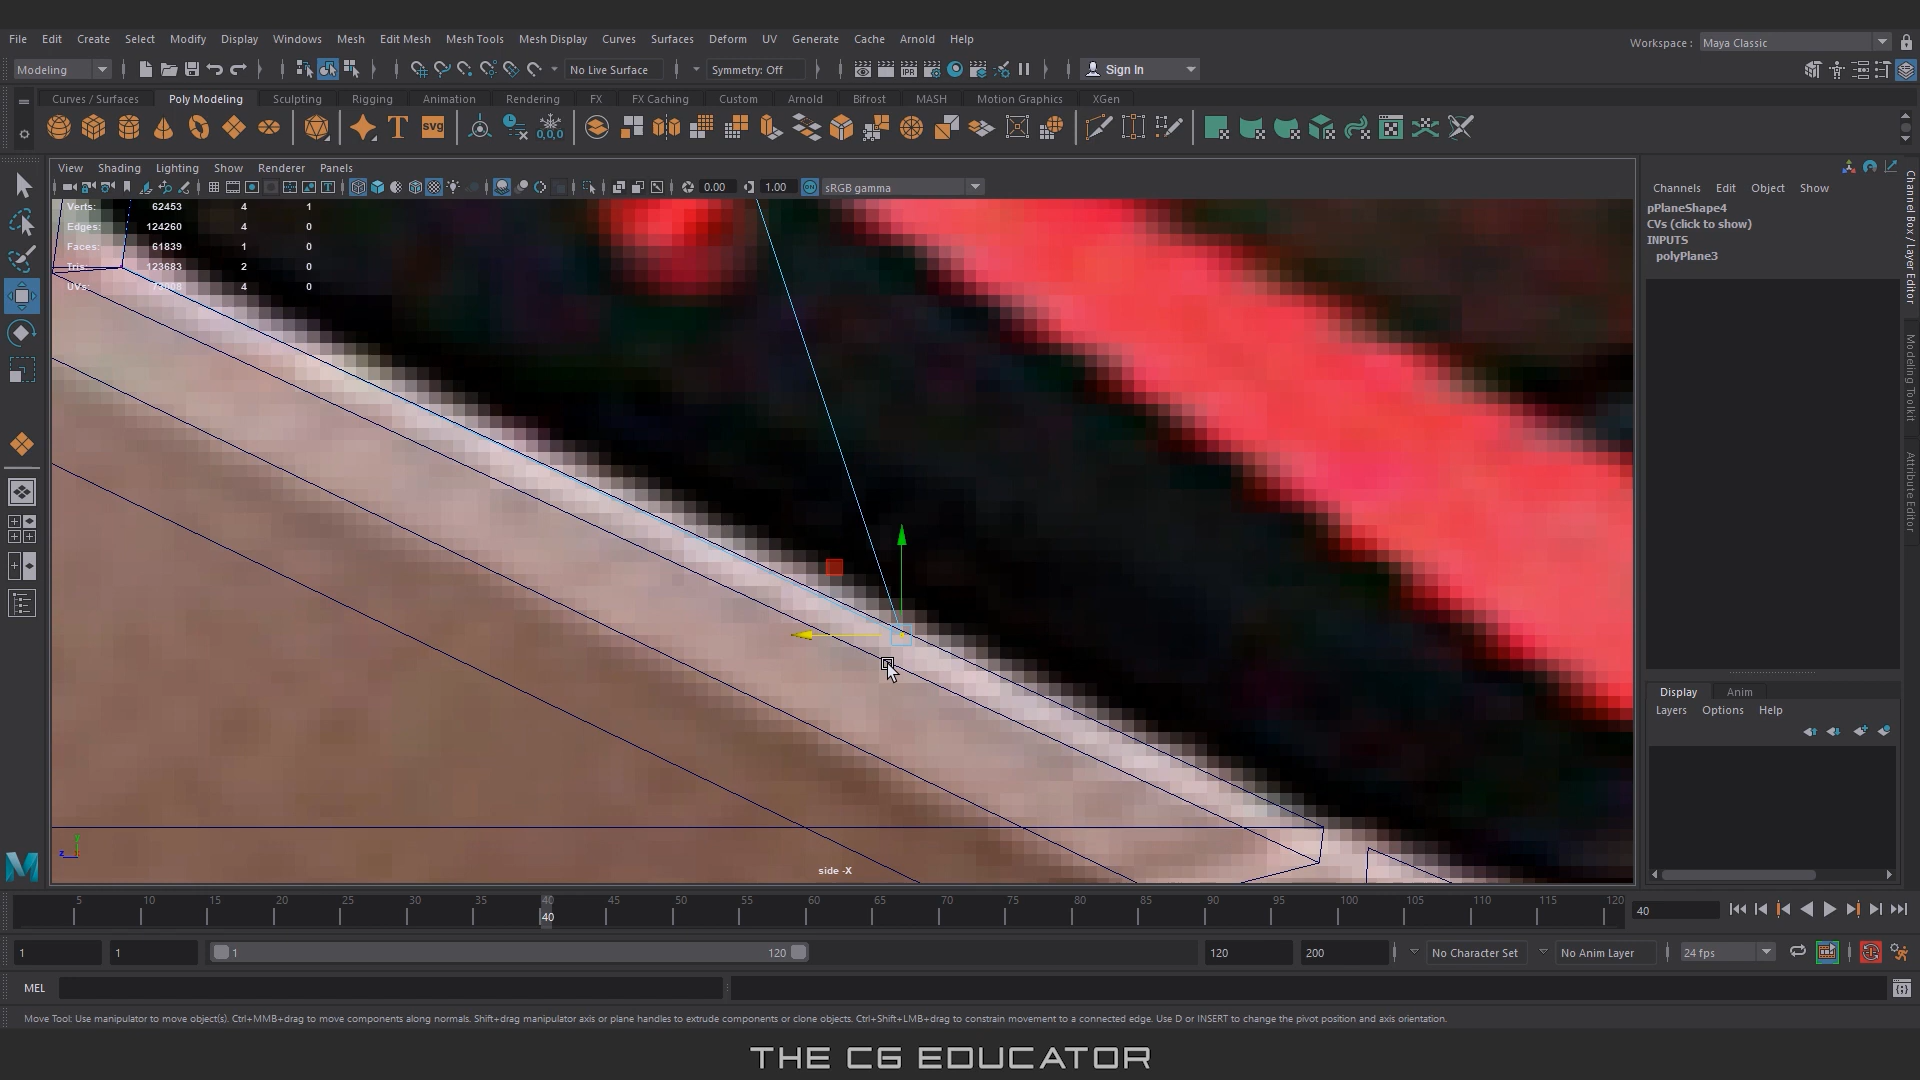 File Edit Create Select Modify Display Windows Mesh Edit Mesh Mesh Tools Mesh Display Curves Surfaces Deform UV Generate Cache Arnold Help
Workspace : Maya Classic
Modeling No Live Surface Symmetry: Off Sign In
Curves / Surfaces Poly Modeling Sculpting Rigging Animation Rendering FX FX Caching Custom Arnold Bifrost MASH Motion Graphics XGen
View Shading Lighting Show Renderer Panels
0.00 1.00 sRGB gamma
Verts: 62453 4 1
Edges: 124260 4 0
Faces: 61839 1 0
Tris: 123683 2 0
UVs: 4 0
side -X
Channels Edit Object Show
pPlaneShape4
CVs (click to show)
INPUTS
polyPlane3
Channel Box / Layer Editor
Modeling Toolkit
Attribute Editor
Display Anim
Layers Options Help
5 10 15 20 25 30 35 40 45 50 55 60 65 70 75 80 85 90 95 100 105 110 115 120
40
40
1 1 1 120 120 200 No Character Set No Anim Layer 24 fps
MEL
Move Tool: Use manipulator to move object(s). Ctrl+MMB+drag to move components along normals. Shift+drag manipulator axis or plane handles to extrude components or clone objects. Ctrl+Shift+LMB+drag to constrain movement to a connected edge. Use D or INSERT to change the pivot position and axis orientation.
THE CG EDUCATOR